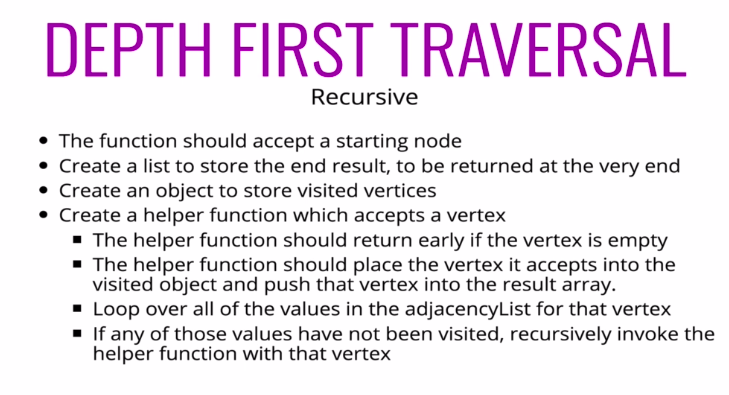 DEPTH FIRST TRAVERSAL
Recursive
• The function should accept a starting node
• Create a list to store the end result, to be returned at the very end
• Create an object to store visited vertices
• Create a helper function which accepts a vertex
▪ The helper function should return early if the vertex is empty
▪ The helper function should place the vertex it accepts into the
visited object and push that vertex into the result array.
▪ Loop over all of the values in the adjacencyList for that vertex
▪ If any of those values have not been visited, recursively invoke the
helper function with that vertex